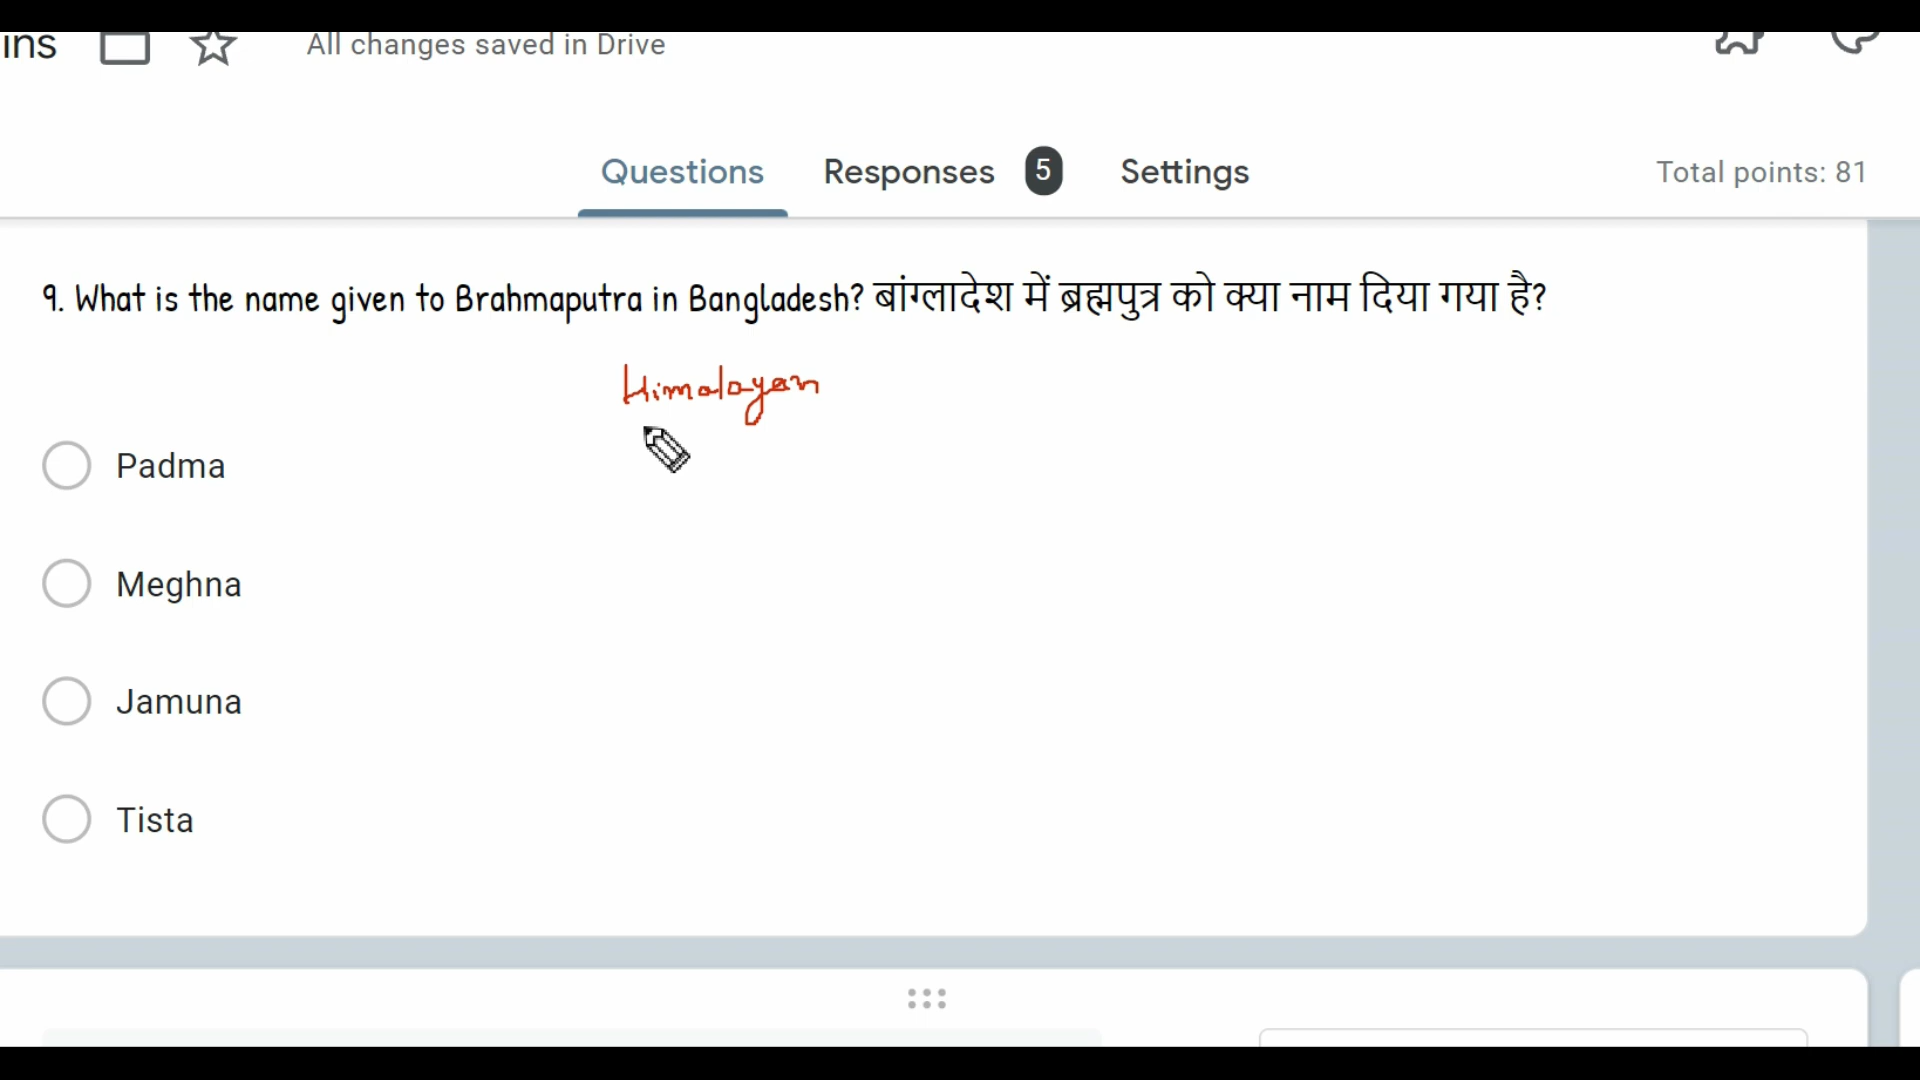 ins All changes saved in Drive
Questions Responses 5 Settings Total points: 81
9. What is the name given to Brahmaputra in Bangladesh? बांग्लादेश में ब्रह्मपुत्र को क्या नाम दिया गया है?
Himalayan
Padma
Meghna
Jamuna
Tista